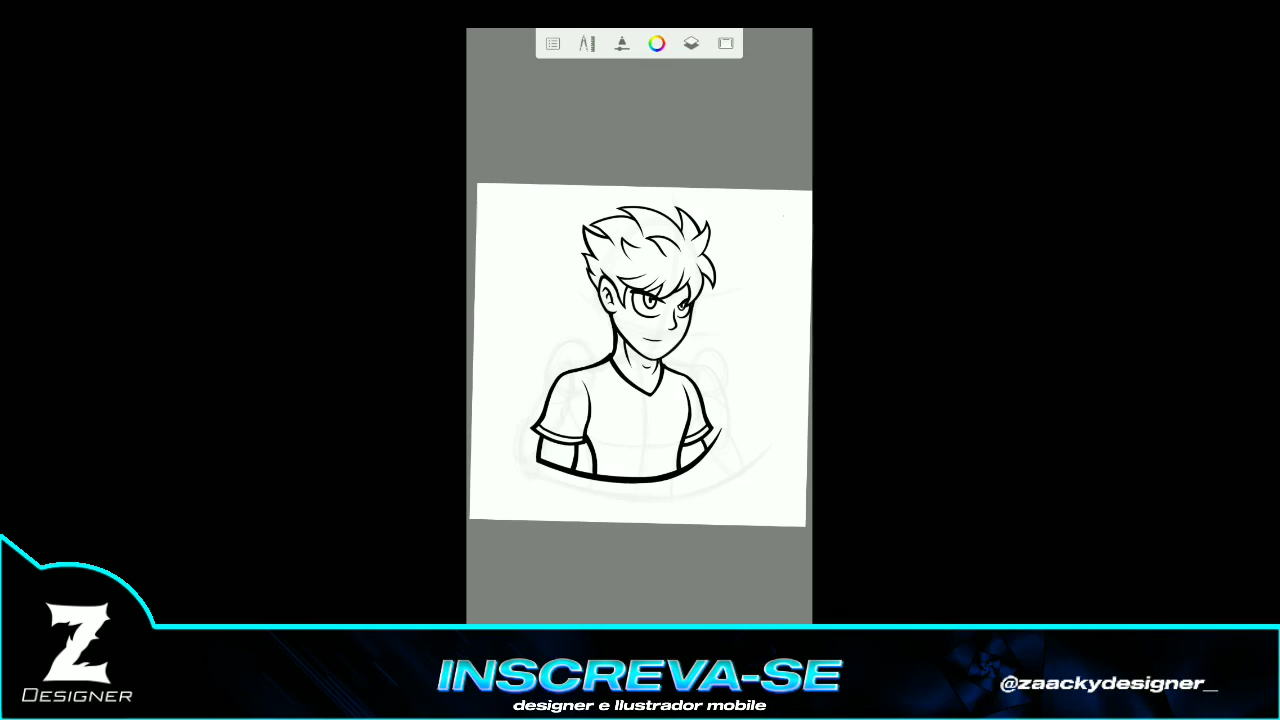 Z
DESIGNER
INSCREVA-SE
designer e Ilustrador mobile
@zaackydesigner_